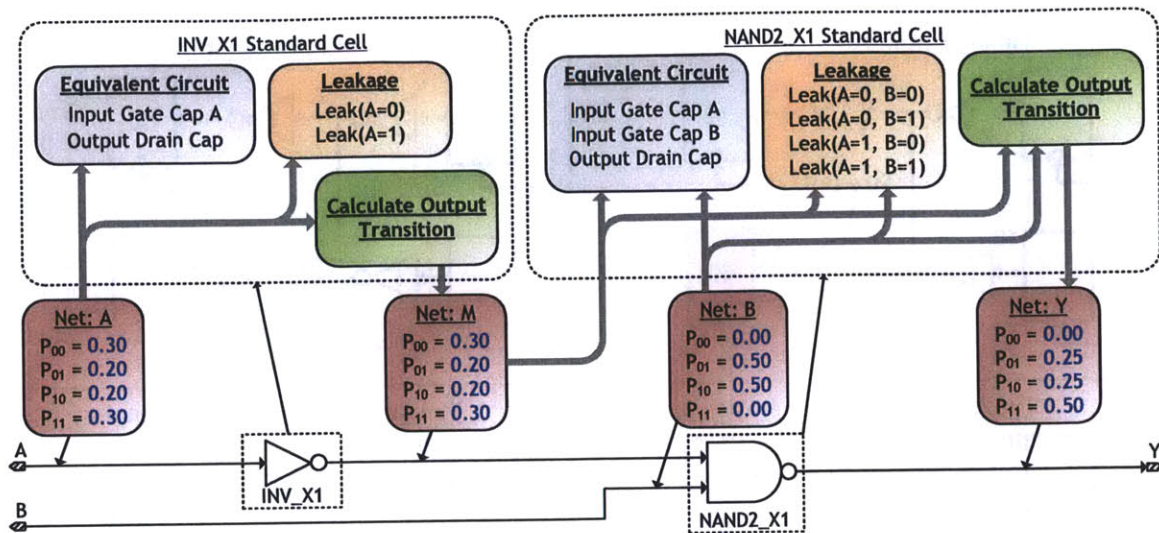 INV_X1 Standard Cell
Equivalent Circuit
Input Gate Cap A
Output Drain Cap
Leakage
Leak(A=0)
Leak(A=1)
Calculate Output
Transition
NAND2_X1 Standard Cell
Equivalent Circuit
Input Gate Cap A
Input Gate Cap B
Output Drain Cap
Leakage
Leak(A=0, B=0)
Leak(A=0, B=1)
Leak(A=1, B=0)
Leak(A=1, B=1)
Calculate Output
Transition
Net: A
P₀₀ = 0.30
P₀₁ = 0.20
P₁₀ = 0.20
P₁₁ = 0.30
Net: M
P₀₀ = 0.30
P₀₁ = 0.20
P₁₀ = 0.20
P₁₁ = 0.30
Net: B
P₀₀ = 0.00
P₀₁ = 0.50
P₁₀ = 0.50
P₁₁ = 0.00
Net: Y
P₀₀ = 0.00
P₀₁ = 0.25
P₁₀ = 0.25
P₁₁ = 0.50
A
INV_X1
Y
B
NAND2_X1